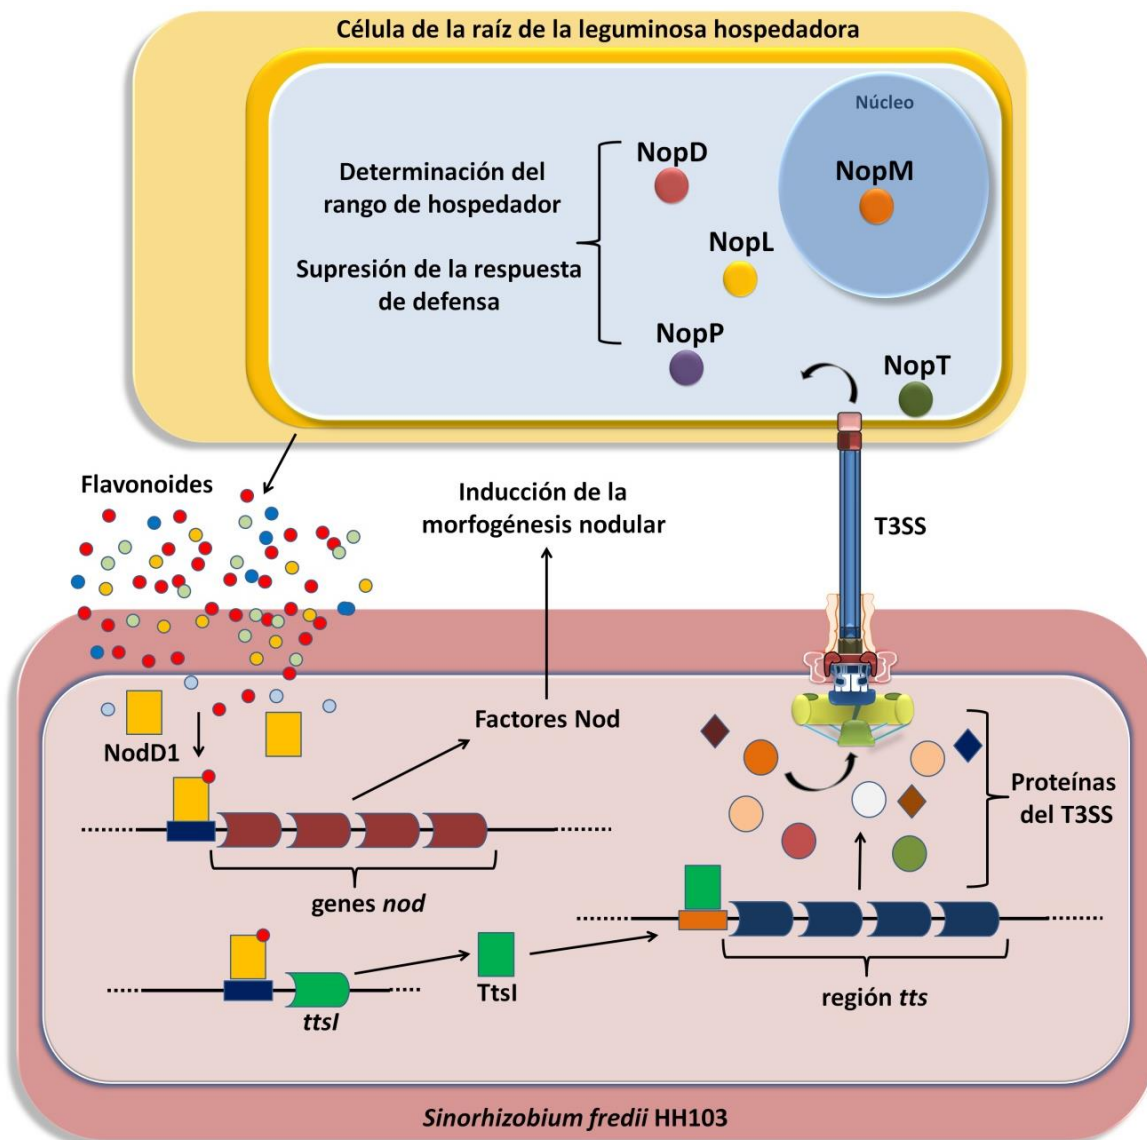 Célula de la raíz de la leguminosa hospedadora
Núcleo
NopD
NopM
Determinación del
rango de hospedador
NopL
Supresión de la respuesta
de defensa
NopP
NopT
Flavonoides
Inducción de la
morfogénesis nodular
T3SS
Factores Nod
NodD1
Proteínas
del T3SS
genes nod
TtsI
ttsI
región tts
Sinorhizobium fredii HH103